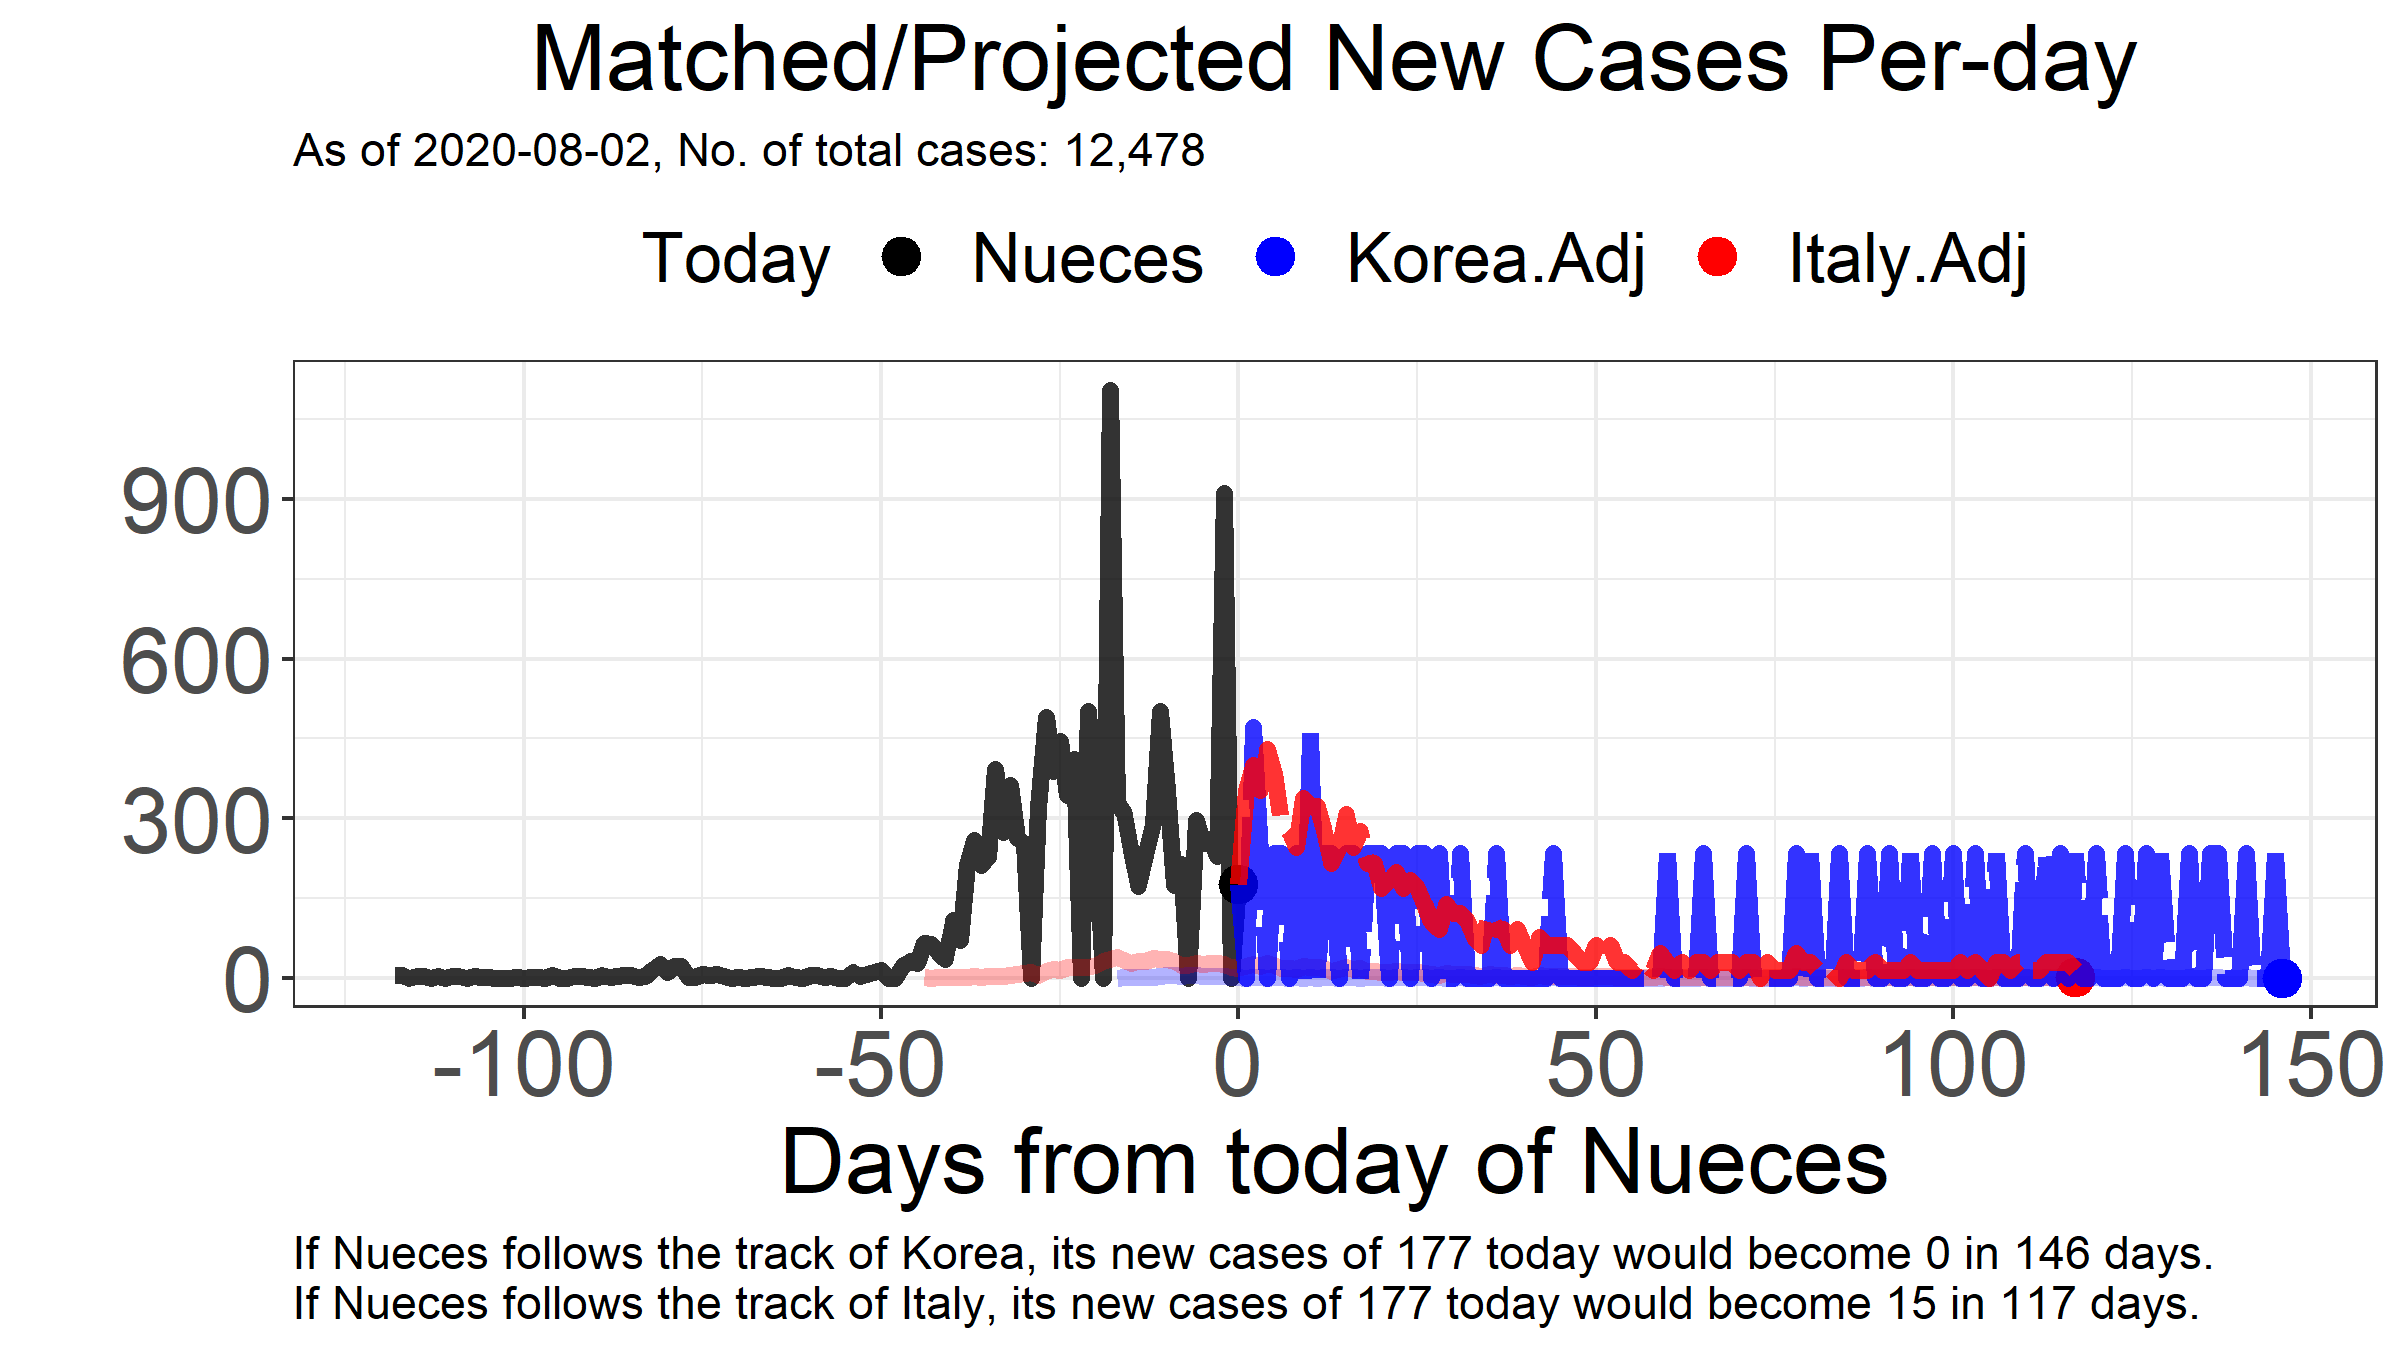 Matched/Projected New Cases Per-day
As of 2020-08-02, No. of total cases: 12,478
Today Nueces Korea.Adj Italy.Adj
900
600
300
0
-100 -50 0 50 100 150
Days from today of Nueces
If Nueces follows the track of Korea, its new cases of 177 today would become 0 in 146 days.
If Nueces follows the track of Italy, its new cases of 177 today would become 15 in 117 days.